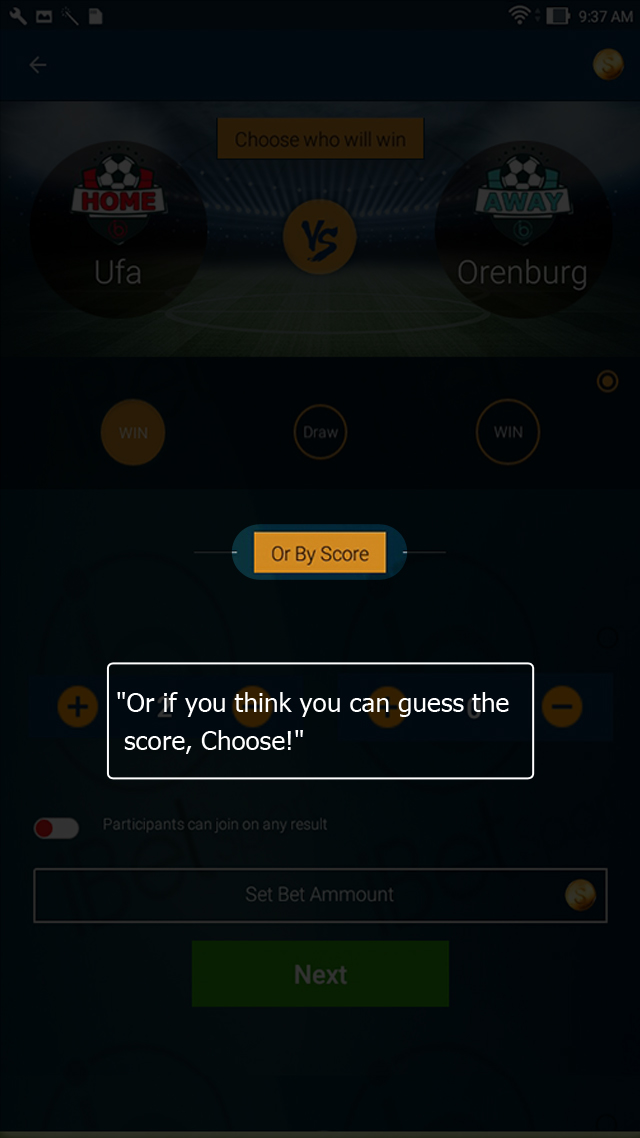 9:37 AM
Choose who will win
HOME
VS
AWAY
Ufa
Orenburg
WIN
Draw
WIN
Or By Score
2
0
"Or if you think you can guess the
score, Choose!"
Participants can join on any result
Set Bet Ammount
Next